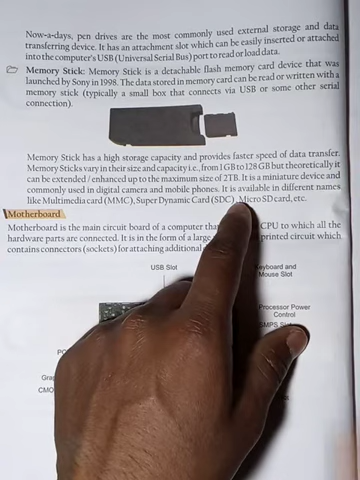 Now-a-days, pen drives are the most commonly used external storage and data
transferring device. It has an attachment slot which can be easily inserted or attached
into the computer's USB (Universal Serial Bus) port to read or load data.
Memory Stick: Memory Stick is a detachable flash memory card device that was
launched by Sony in 1998. The data stored in memory card can be read or written with a
memory stick (typically a small box that connects via USB or some other serial
connection).
Memory Stick has a high storage capacity and provides faster speed of data transfer.
Memory Sticks vary in their size and capacity i.e., from 1 GB to 128 GB but theoretically it
can be extended / enhanced up to the maximum size of 2TB. It is a miniature device and
commonly used in digital camera and mobile phones. It is available in different names
like Multimedia card (MMC), Super Dynamic Card (SDC), Micro SD card, etc.
Motherboard
Motherboard is the main circuit board of a computer CPU to which all the
hardware parts are connected. It is in the form of a large printed circuit which
contains connectors (sockets) for attaching additional
USB Slot
Keyboard and
Mouse Slot
Processor Power
Control
SMPS
CMO